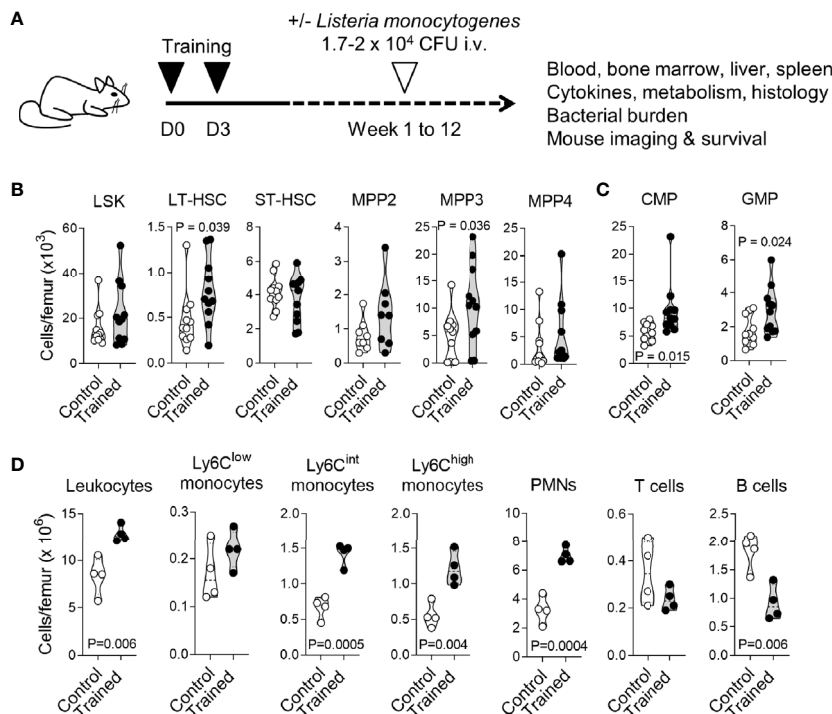 A
+/- Listeria monocytogenes
1.7-2 x 10⁴ CFU i.v.
Training
D0 D3 Week 1 to 12
Blood, bone marrow, liver, spleen
Cytokines, metabolism, histology
Bacterial burden
Mouse imaging & survival
B
Cells/femur (x10³)
LSK
60
40
20
0
Control Trained
LT-HSC
P = 0.039
1.5
1.0
0.5
0.0
Control Trained
ST-HSC
8
6
4
2
0
Control Trained
MPP2
4
3
2
1
0
Control Trained
MPP3
P = 0.036
25
20
15
10
5
0
Control Trained
MPP4
25
20
15
10
5
0
Control Trained
C
CMP
25
20
15
10
5
0
P = 0.015
Control Trained
GMP
8
6
4
2
0
P = 0.024
Control Trained
D
Cells/femur (x 10⁶)
Leukocytes
15
10
5
0
P=0.006
Control Trained
Ly6Cˡᵒʷ
monocytes
0.3
0.2
0.1
0.0
Control Trained
Ly6Cⁱⁿᵗ
monocytes
2.0
1.5
1.0
0.5
0.0
P=0.0005
Control Trained
Ly6Cʰⁱᵍʰ
monocytes
2.0
1.5
1.0
0.5
0.0
P=0.004
Control Trained
PMNs
10
8
6
4
2
0
P=0.0004
Control Trained
T cells
0.6
0.4
0.2
0.0
Control Trained
B cells
2.5
2.0
1.5
1.0
0.5
0.0
P=0.006
Control Trained